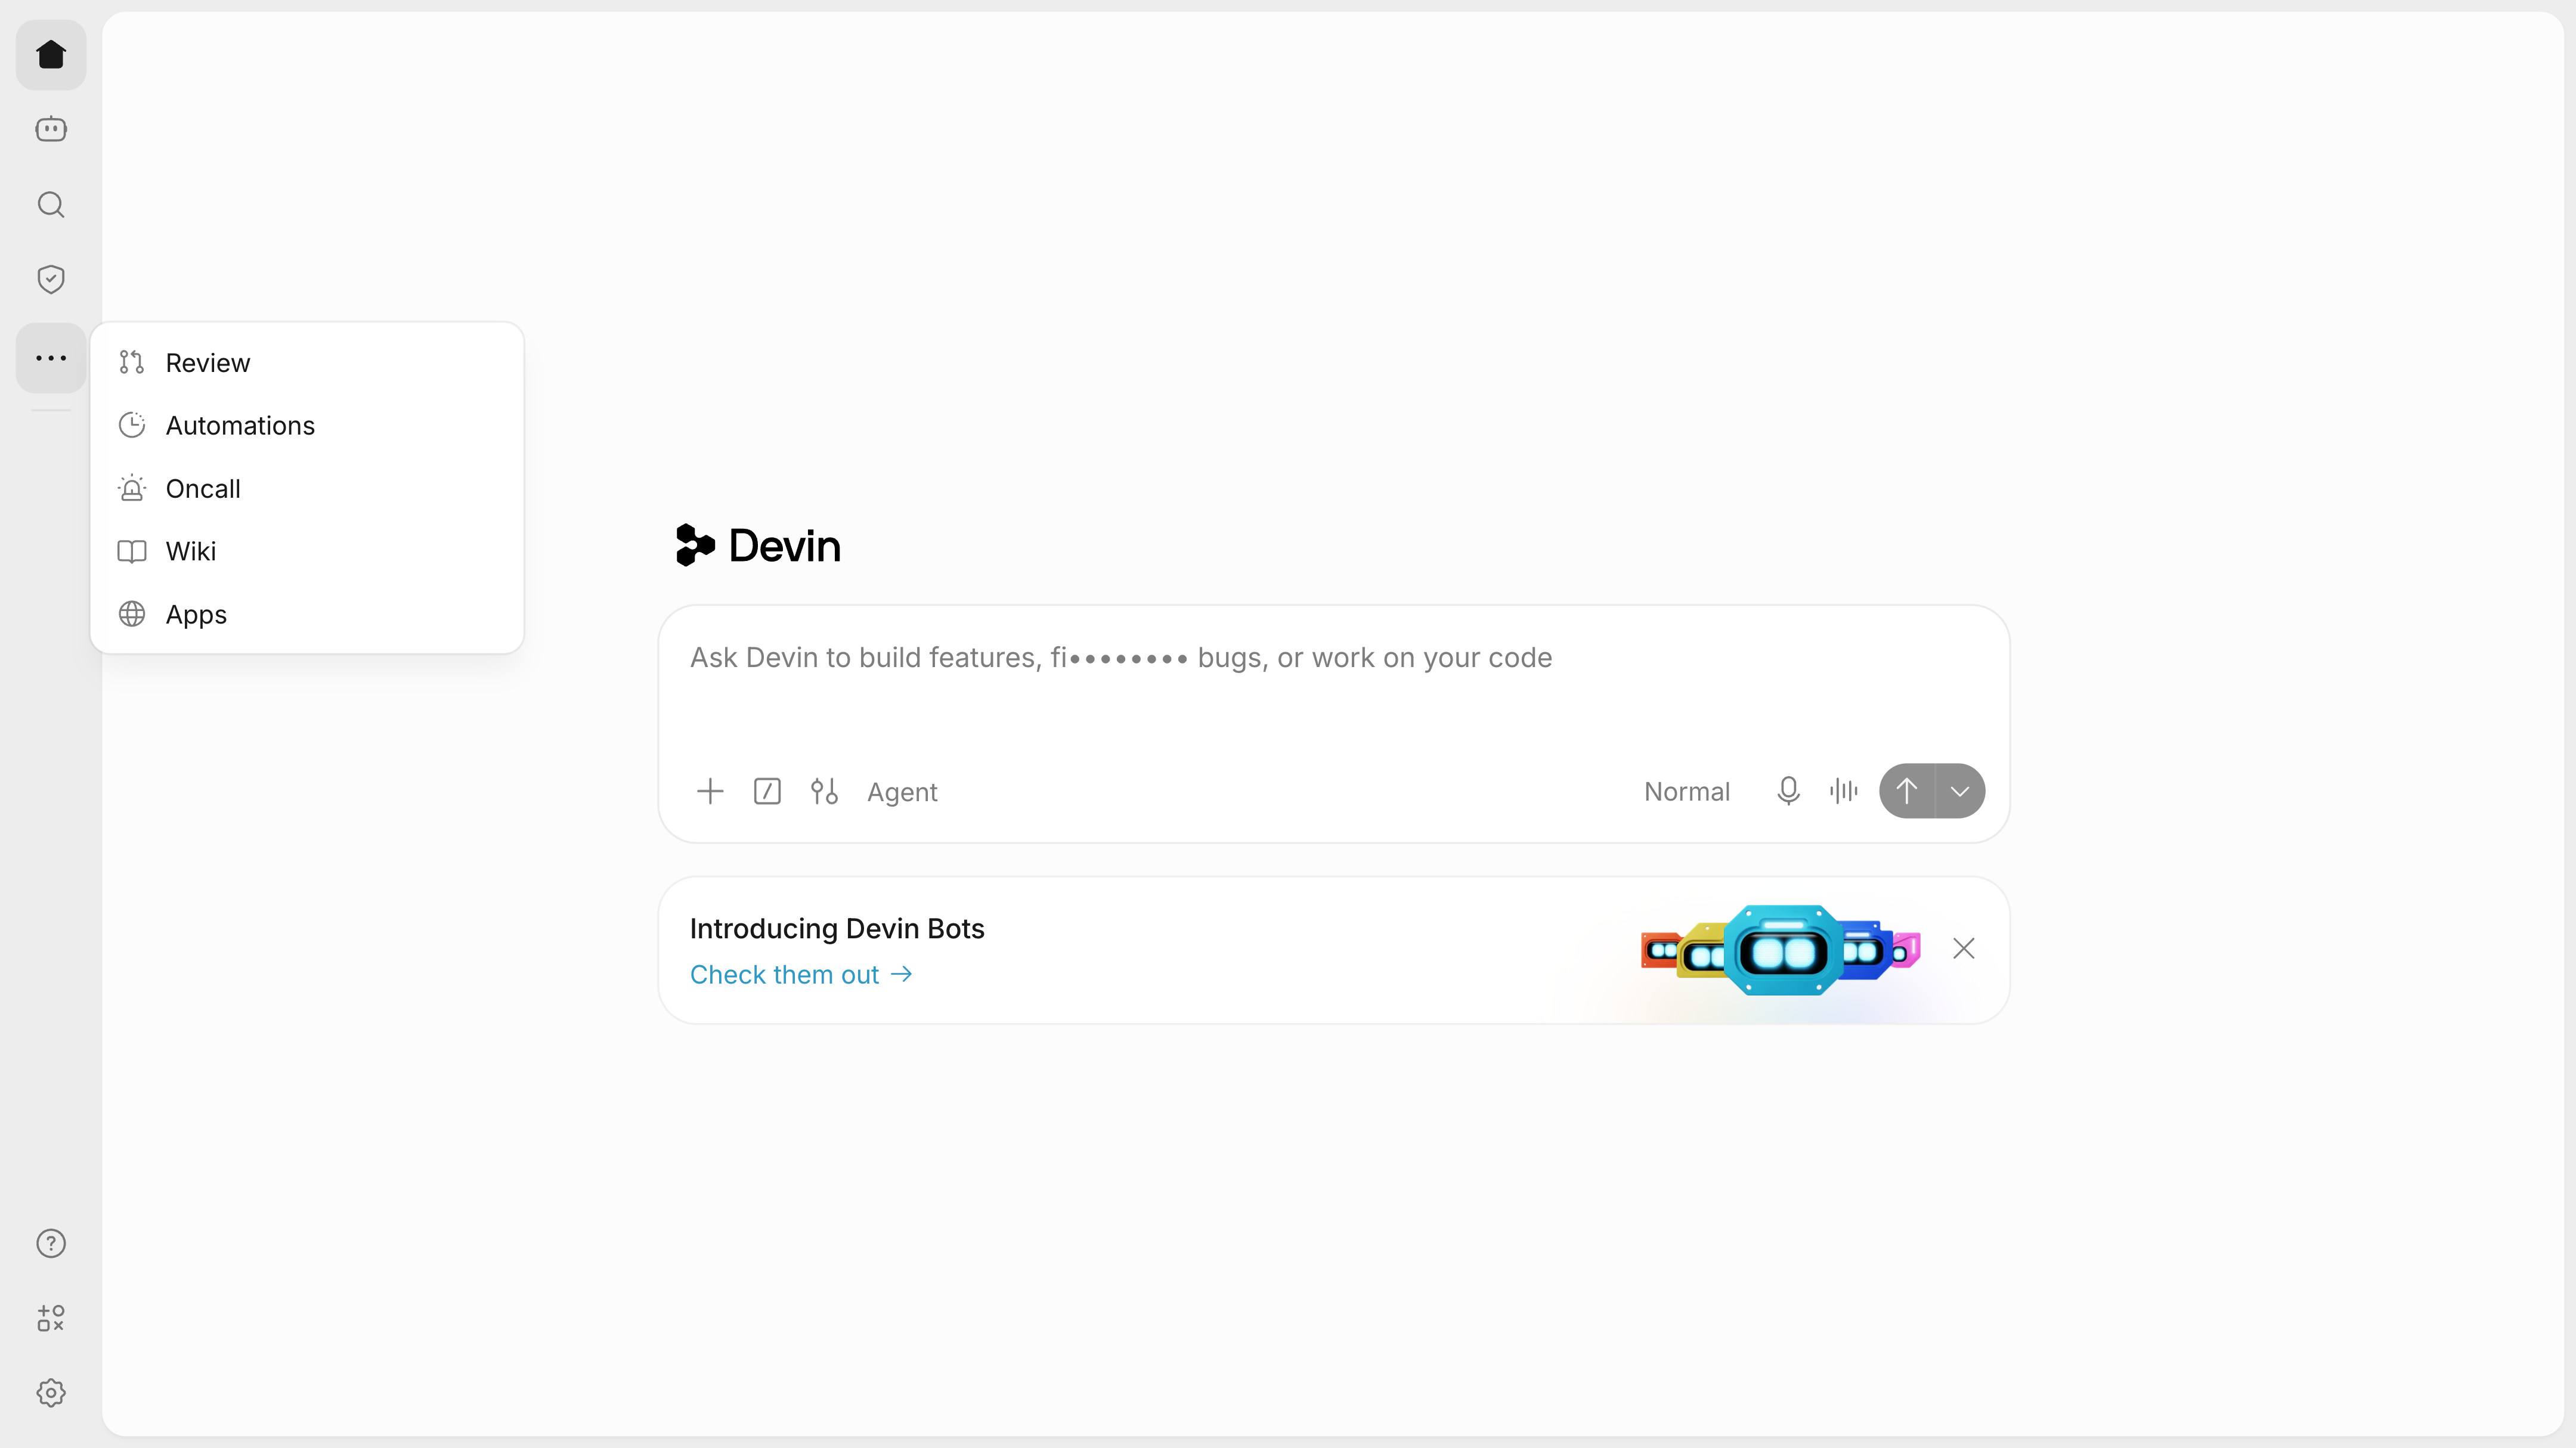 Review
Automations
Oncall
Wiki
Apps
Devin
Ask Devin to build features, fi•••••••• bugs, or work on your code
Agent
Normal
Introducing Devin Bots
Check them out →